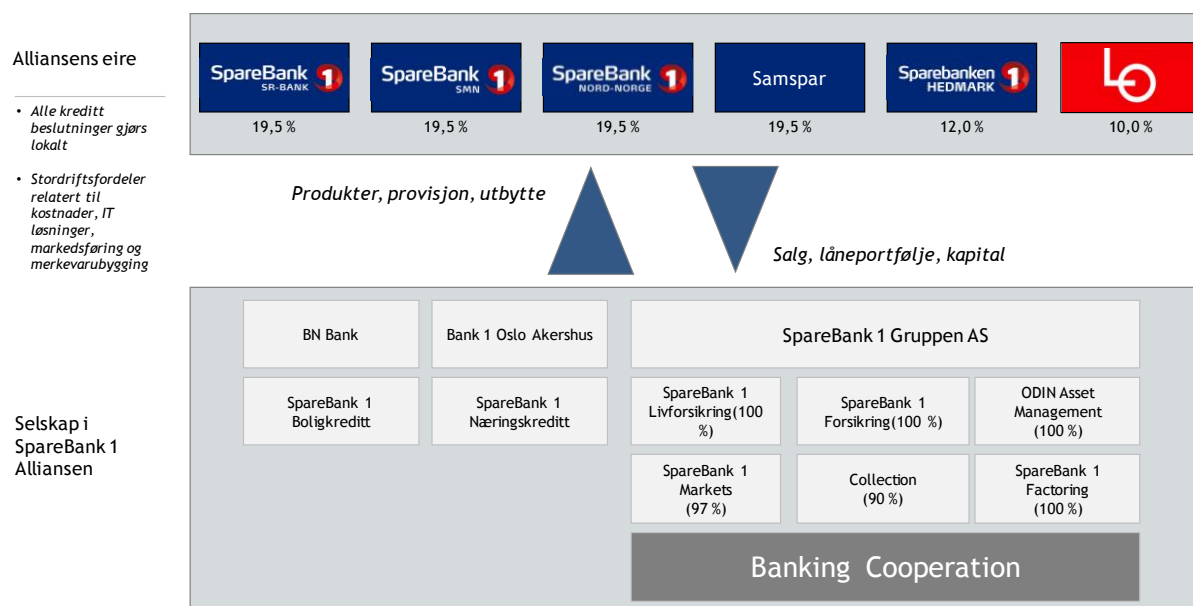 Alliansens eire
• Alle kreditt
beslutninger gjørs
lokalt
• Stordriftsfordeler
relatert til
kostnader, IT
løsninger,
markedsføring og
merkevarubygging
SpareBank 1
SR-BANK
19,5 %
SpareBank 1
SMN
19,5 %
SpareBank 1
NORD-NORGE
19,5 %
Samspar
19,5 %
Sparebanken 1
HEDMARK
12,0 %
LO
10,0 %
Produkter, provisjon, utbytte
Salg, låneportfølje, kapital
Selskap i
SpareBank 1
Alliansen
BN Bank
Bank 1 Oslo Akershus
SpareBank 1 Gruppen AS
SpareBank 1
Boligkreditt
SpareBank 1
Næringskreditt
SpareBank 1
Livforsikring(100
%)
SpareBank 1
Forsikring(100 %)
ODIN Asset
Management
(100 %)
SpareBank 1
Markets
(97 %)
Collection
(90 %)
SpareBank 1
Factoring
(100 %)
Banking Cooperation